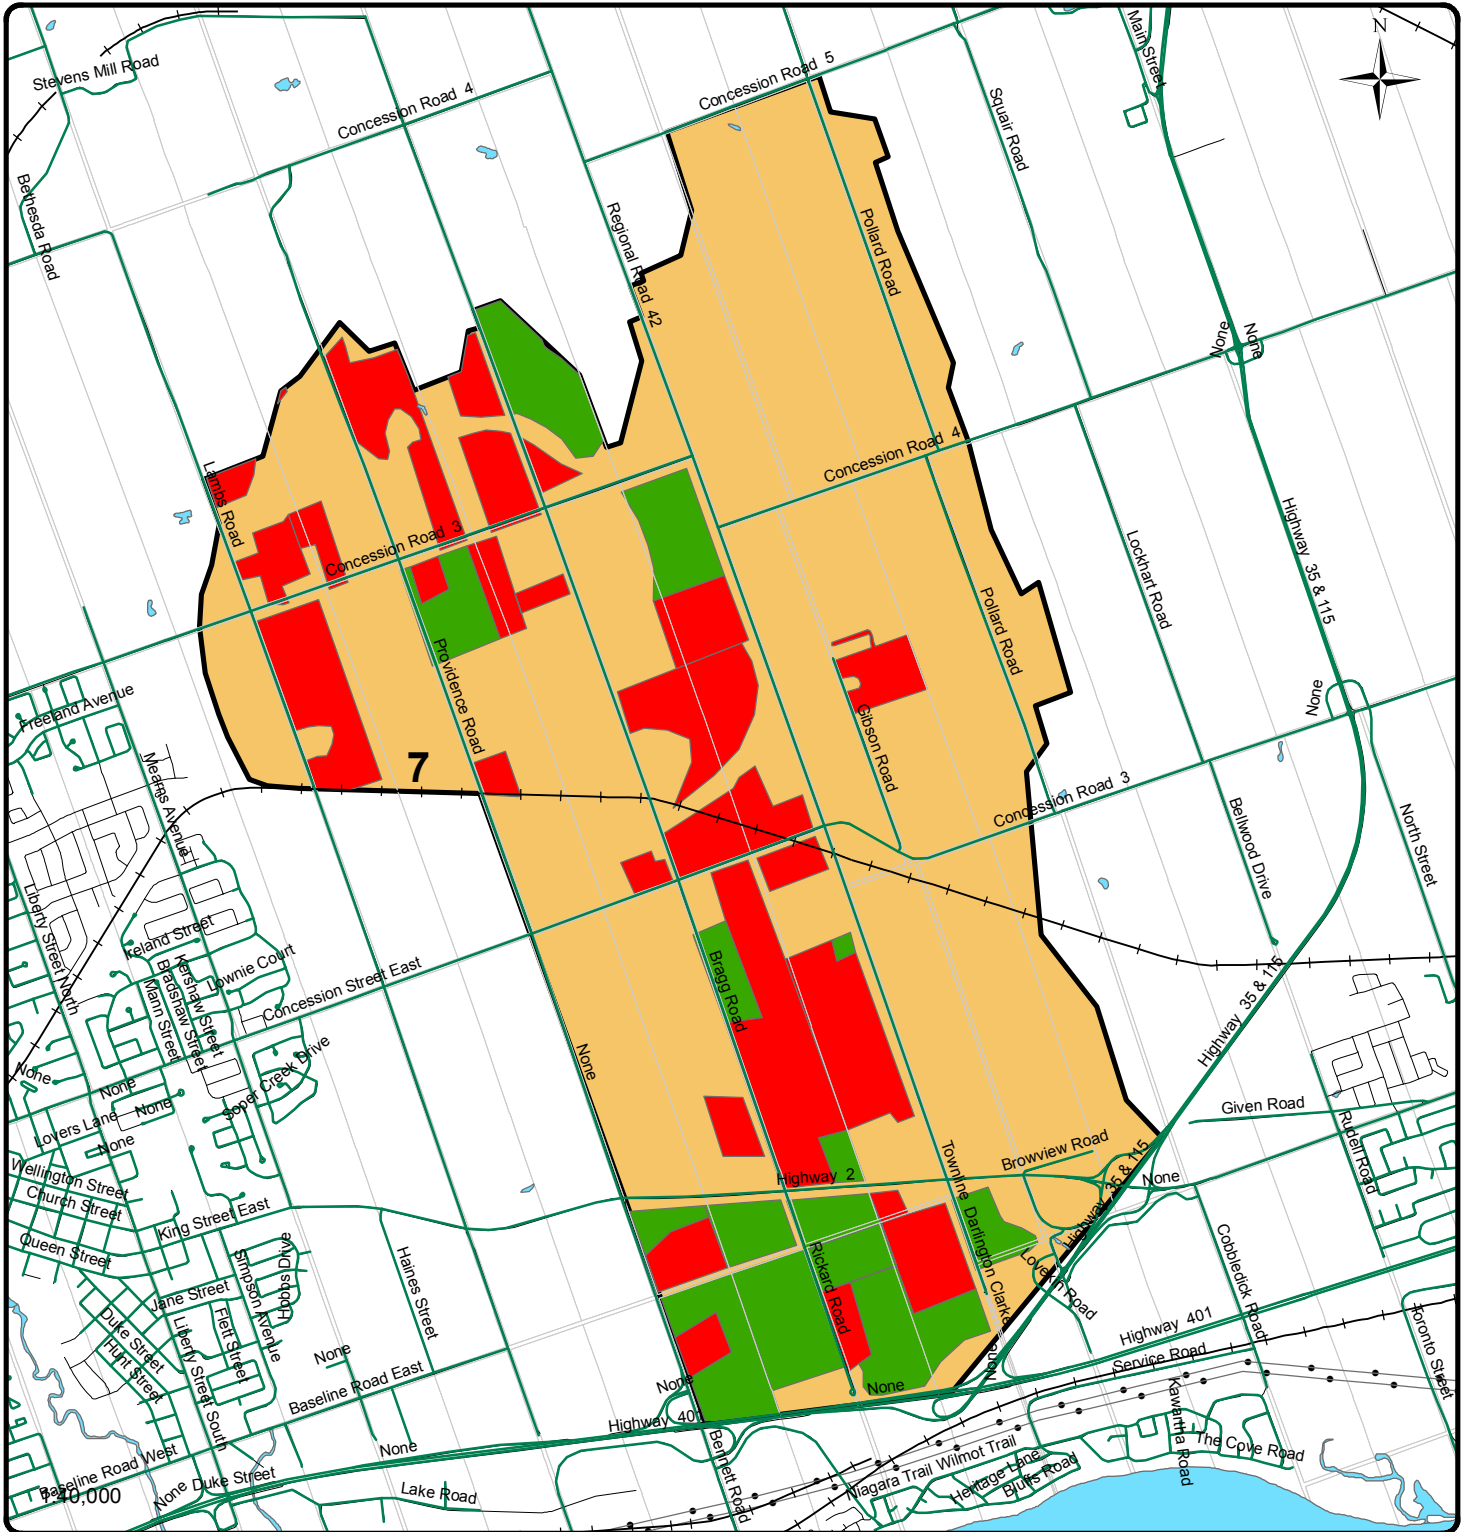 N
Main Street
Stevens Mill Road
Concession Road 5
Concession Road 4
Squair Road
Bethesda Road
Regional Road 42
Pollard Road
None
None
Concession Road 4
Lambs Road
Highway 35 & 115
Concession Road 3
Lockhart Road
Pollard Road
Providence Road
Freeland Avenue
None
Gibson Road
7
Mearns Avenue
Concession Road 3
Bellwood Drive
North Street
Liberty Street North
Ireland Street
Kershaw Street
Lownie Court
Bradshaw Street
Mann Street
Concession Street East
Bragg Road
Highway 35 & 115
None
None
None
None
Soper Creek Drive
Lovers Lane
None
Given Road
Rudell Road
Wellington Street
Church Street
Browview Road
Highway 2
None
Highway 35 & 115
King Street East
Queen Street
Townline Darlington Clarke
Simpson Avenue
Hobbs Drive
Haines Street
Rickard Road
Lovekin Road
Cobbledick Road
Jane Street
Duke Street
Flett Street
Liberty Street South
Hunt Street
None
Highway 401
Service Road
None
Toronto Street
Baseline Road East
None
None
Kawartha Road
Highway 401
None
Bennett Road
The Cove Road
Baseline Road West
Niagara Trail
Wilmot Trail
Heritage Lane
Bluffs Road
None
Duke Street
Lake Road
1:40,000